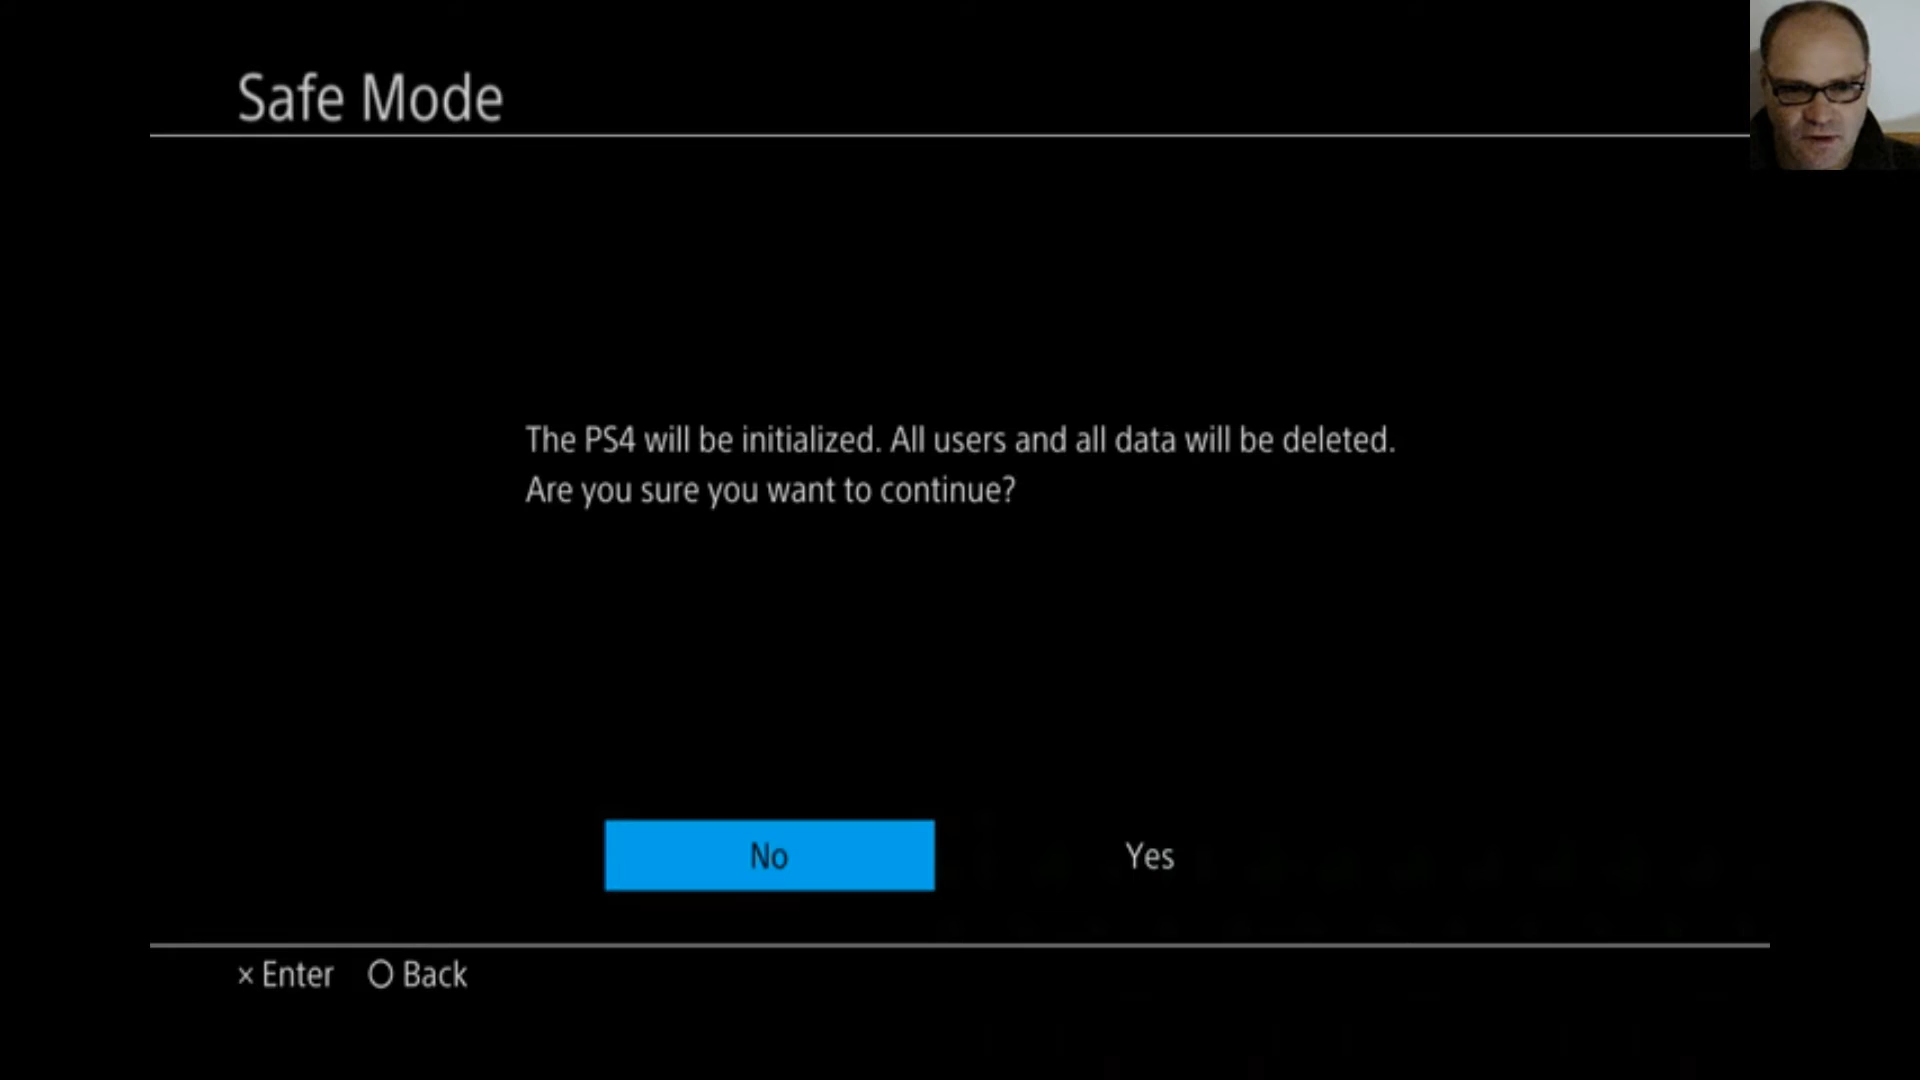 Safe Mode
The PS4 will be initialized. All users and all data will be deleted.
Are you sure you want to continue?
No Yes
× Enter O Back